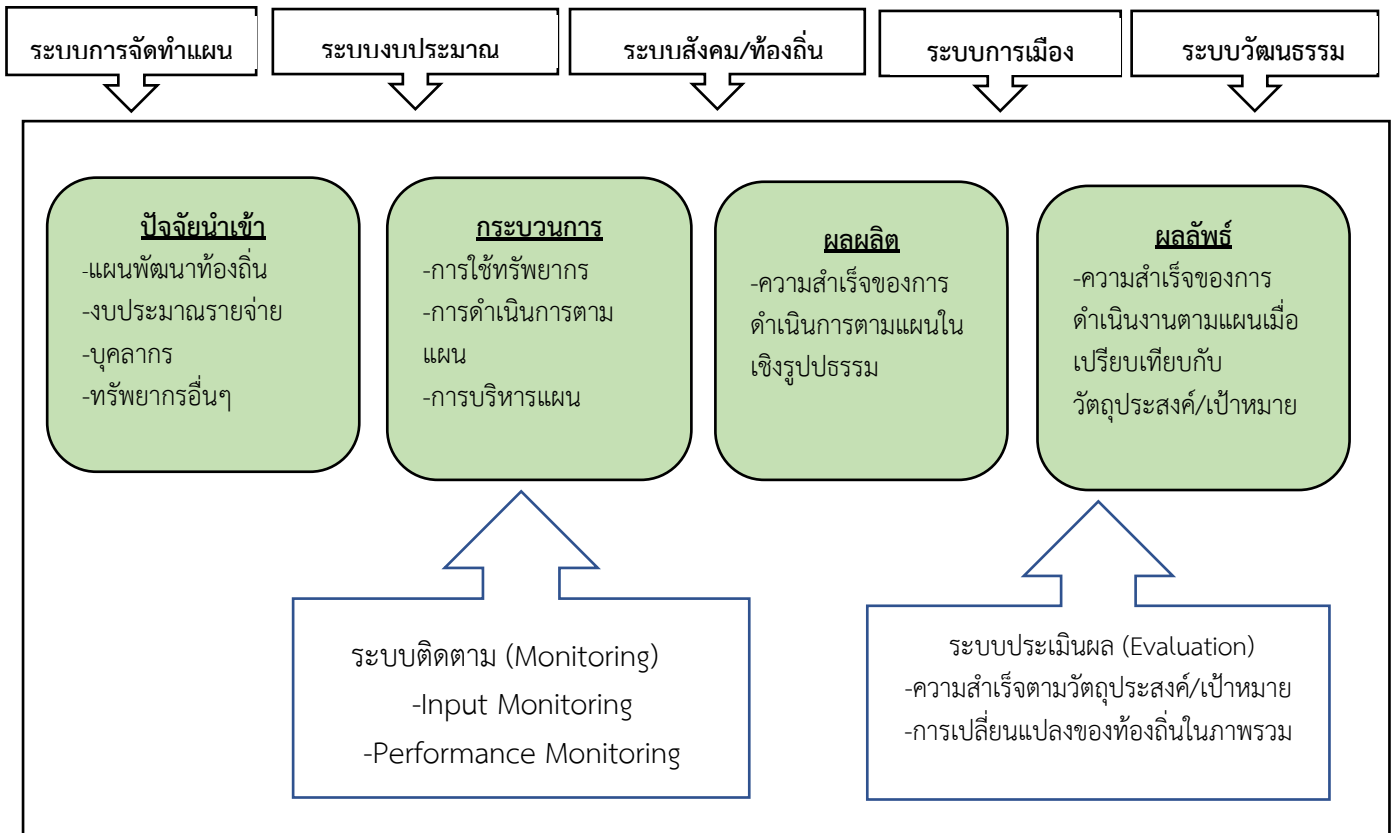 ระบบการจัดทำแผน
ระบบงบประมาณ
ระบบสังคม/ท้องถิ่น
ระบบการเมือง
ระบบวัฒนธรรม
ปัจจัยนำเข้า
-แผนพัฒนาท้องถิ่น
-งบประมาณรายจ่าย
-บุคลากร
-ทรัพยากรอื่นๆ
กระบวนการ
-การใช้ทรัพยากร
-การดำเนินการตาม
แผน
-การบริหารแผน
ผลผลิต
-ความสำเร็จของการ
ดำเนินการตามแผนใน
เชิงรูปปธรรม
ผลลัพธ์
-ความสำเร็จของการ
ดำเนินงานตามแผนเมื่อ
เปรียบเทียบกับ
วัตถุประสงค์/เป้าหมาย
ระบบติดตาม (Monitoring)
-Input Monitoring
-Performance Monitoring
ระบบประเมินผล (Evaluation)
-ความสำเร็จตามวัตถุประสงค์/เป้าหมาย
-การเปลี่ยนแปลงของท้องถิ่นในภาพรวม